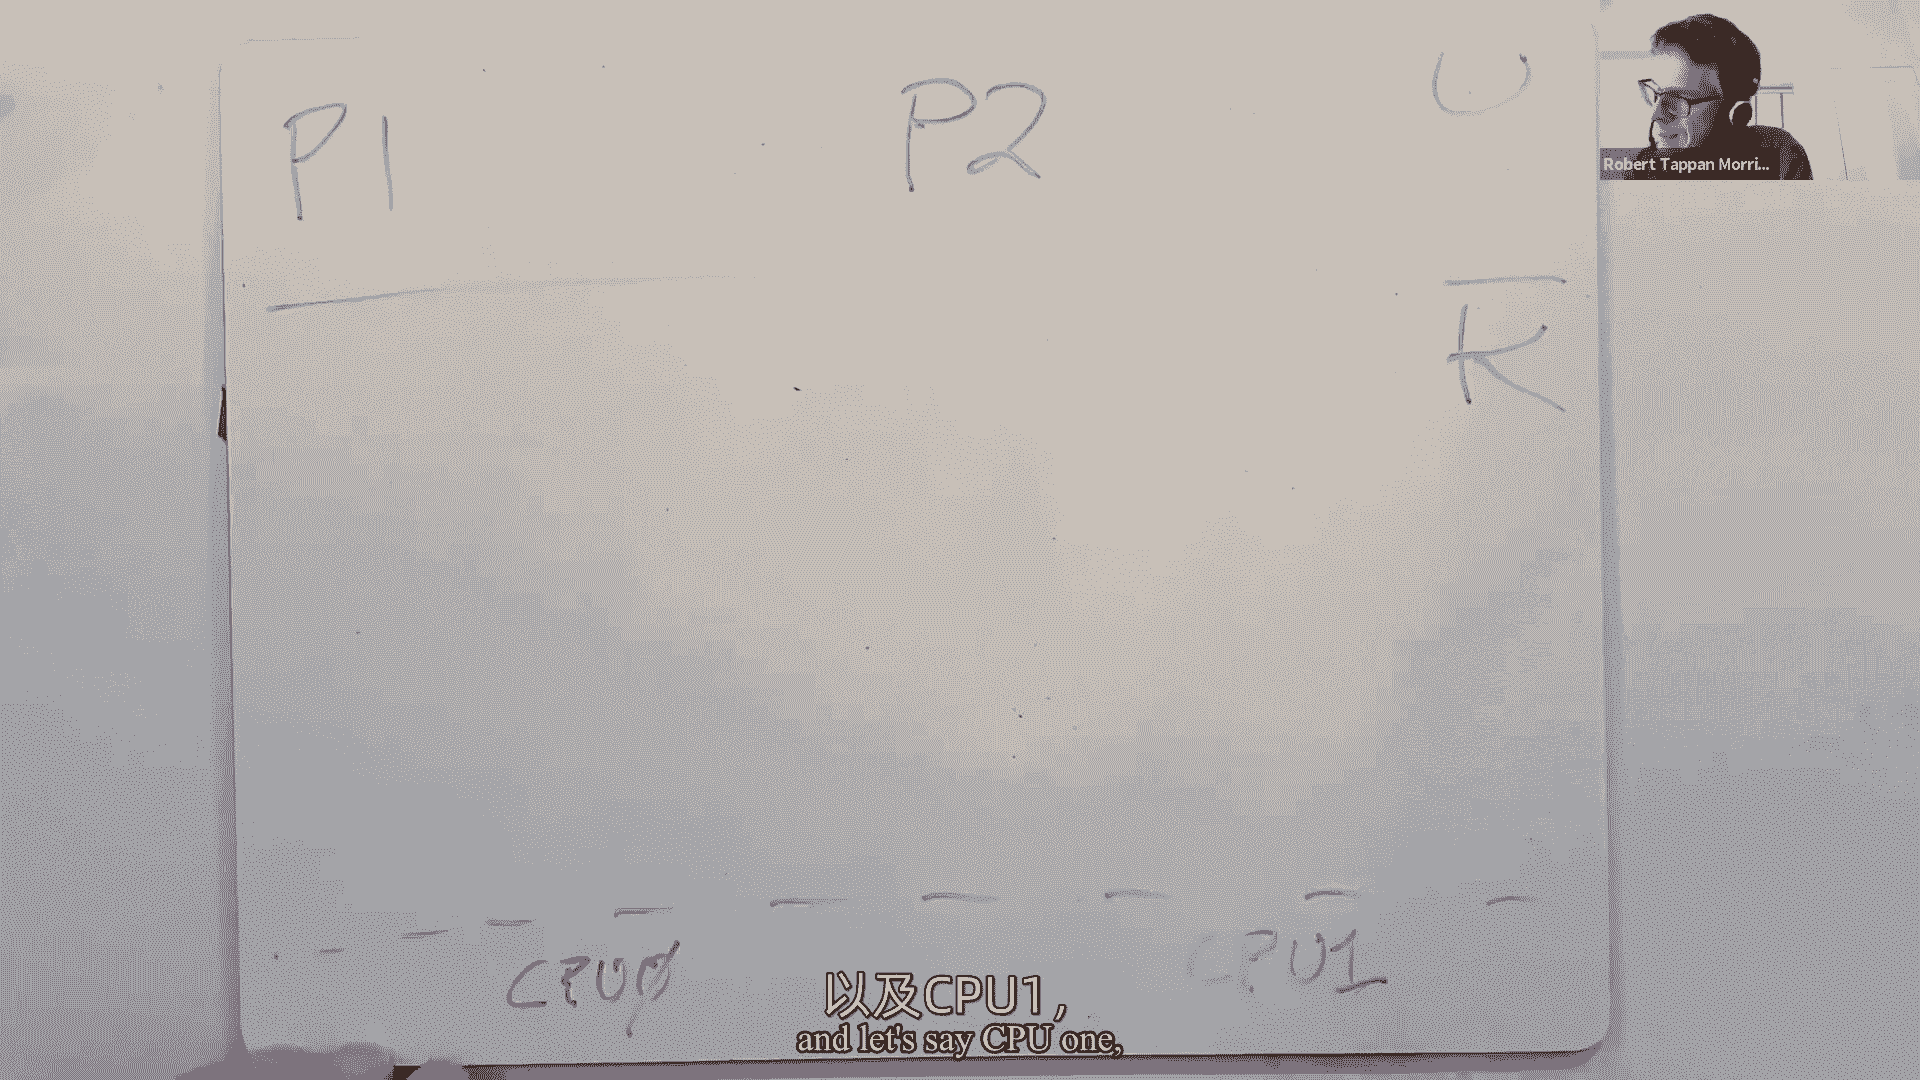 P1 P2 U
Robert Tappan Morri...
K
CPU0 CPU1
以及CPU1，
and let's say CPU one,